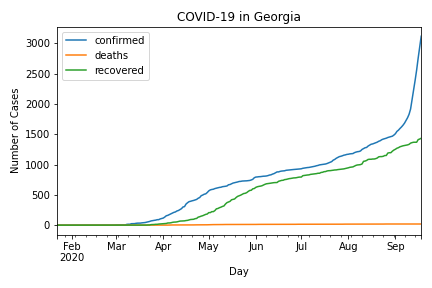 COVID-19 in Georgia
confirmed
deaths
recovered
Number of Cases
3000
2500
2000
1500
1000
500
0
Feb Mar Apr May Jun Jul Aug Sep
2020
Day